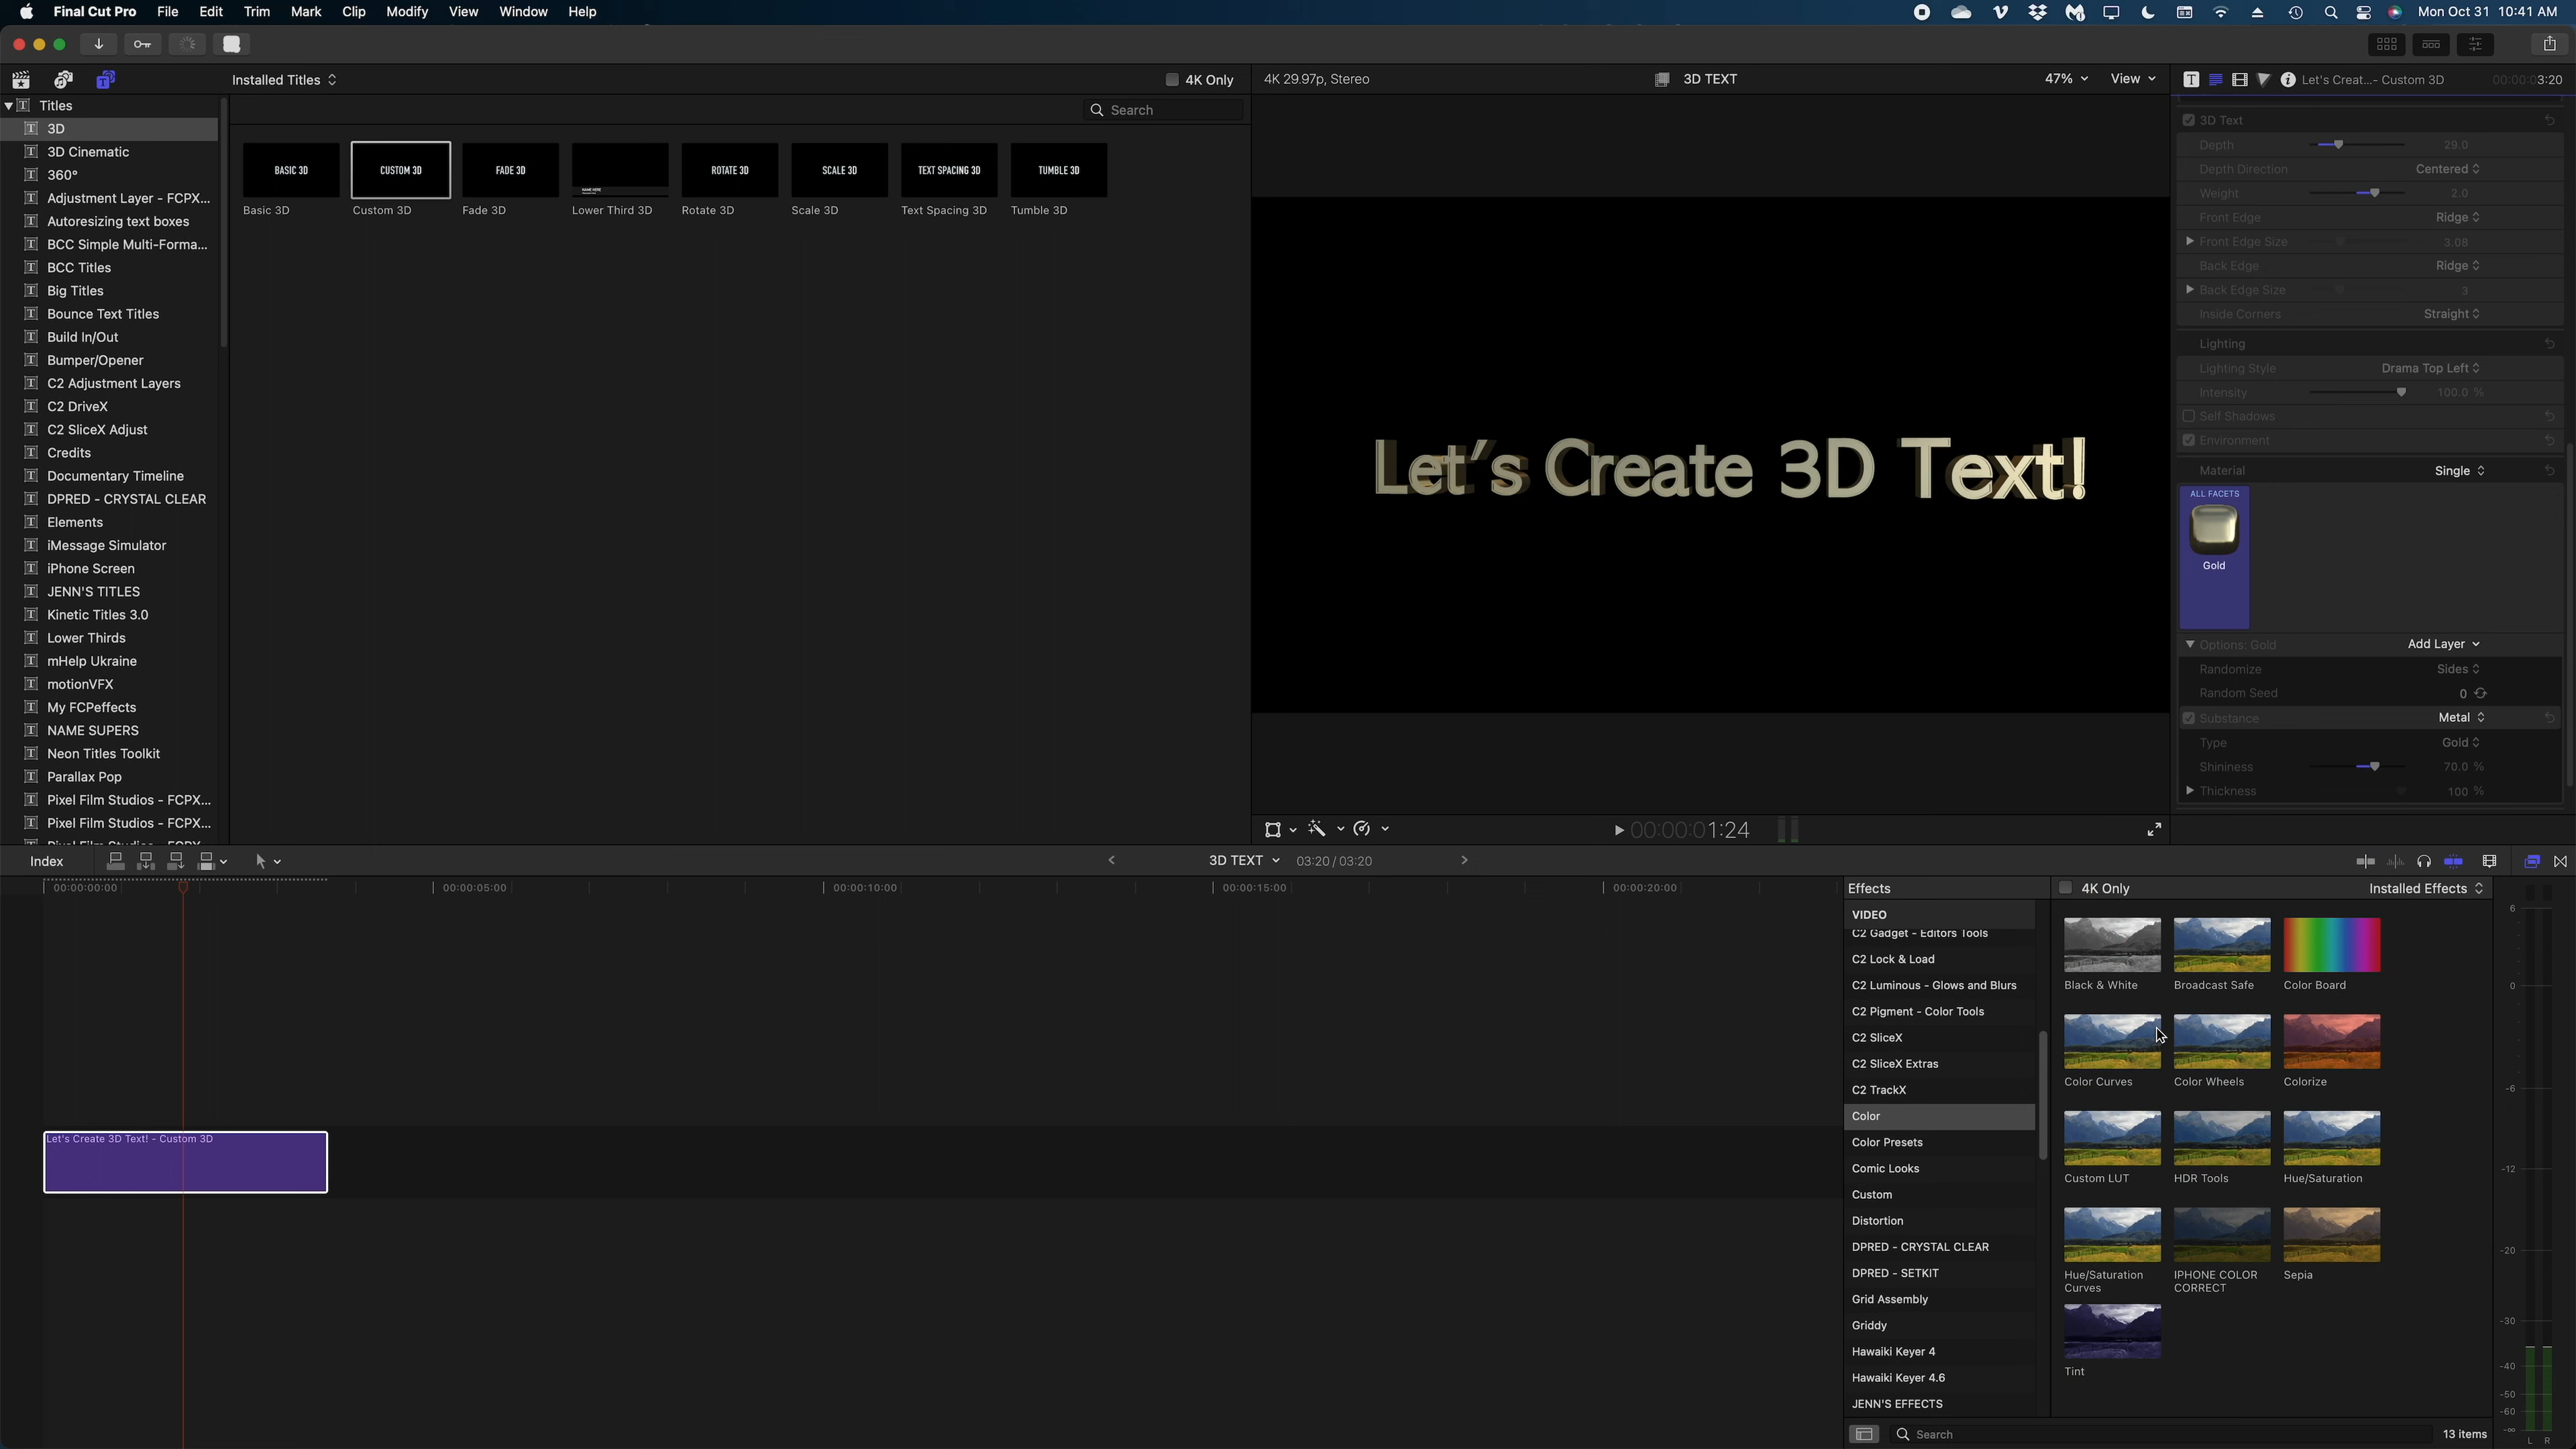 Final Cut Pro File Edit Trim Mark Clip Modify View Window Help Mon Oct 31 10:41 AM
Installed Titles 4K Only
Search
Titles
3D
3D Cinematic
360°
Adjustment Layer - FCPX...
Autoresizing text boxes
BCC Simple Multi-Forma...
BCC Titles
Big Titles
Bounce Text Titles
Build In/Out
Bumper/Opener
C2 Adjustment Layers
C2 DriveX
C2 SliceX Adjust
Credits
Documentary Timeline
DPRED - CRYSTAL CLEAR
Elements
iMessage Simulator
iPhone Screen
JENN'S TITLES
Kinetic Titles 3.0
Lower Thirds
mHelp Ukraine
motionVFX
My FCPeffects
NAME SUPERS
Neon Titles Toolkit
Parallax Pop
Pixel Film Studios - FCPX...
Pixel Film Studios - FCPX...
BASIC 3D CUSTOM 3D FADE 3D NAME HERE ROTATE 3D SCALE 3D TEXT SPACING 3D TUMBLE 3D
Basic 3D Custom 3D Fade 3D Lower Third 3D Rotate 3D Scale 3D Text Spacing 3D Tumble 3D
4K 29.97p, Stereo 3D TEXT 47% View
Let's Create 3D Text!
00:00:01:24
Let's Creat...- Custom 3D 00:00:03:20
3D Text
Depth 29.0
Depth Direction Centered
Weight 2.0
Front Edge Ridge
Front Edge Size 3.08
Back Edge Ridge
Back Edge Size 3
Inside Corners Straight
Lighting
Lighting Style Drama Top Left
Intensity 100.0 %
Self Shadows
Environment
Material Single
ALL FACETS
Gold
Options: Gold Add Layer
Randomize Sides
Random Seed 0
Substance Metal
Type Gold
Shininess 70.0 %
Thickness 100 %
Index 3D TEXT 03:20 / 03:20
00:00:00:00 00:00:05:00 00:00:10:00 00:00:15:00 00:00:20:00
Let's Create 3D Text! - Custom 3D
Effects 4K Only Installed Effects
VIDEO
C2 Gadget - Editors Tools
C2 Lock & Load
C2 Luminous - Glows and Blurs
C2 Pigment - Color Tools
C2 SliceX
C2 SliceX Extras
C2 TrackX
Color
Color Presets
Comic Looks
Custom
Distortion
DPRED - CRYSTAL CLEAR
DPRED - SETKIT
Grid Assembly
Griddy
Hawaiki Keyer 4
Hawaiki Keyer 4.6
JENN'S EFFECTS
Black & White Broadcast Safe Color Board
Color Curves Color Wheels Colorize
Custom LUT HDR Tools Hue/Saturation
Hue/Saturation Curves IPHONE COLOR CORRECT Sepia
Tint
Search 13 items
6
0
-6
-12
-20
-30
-40
-50
-60
-∞
L R